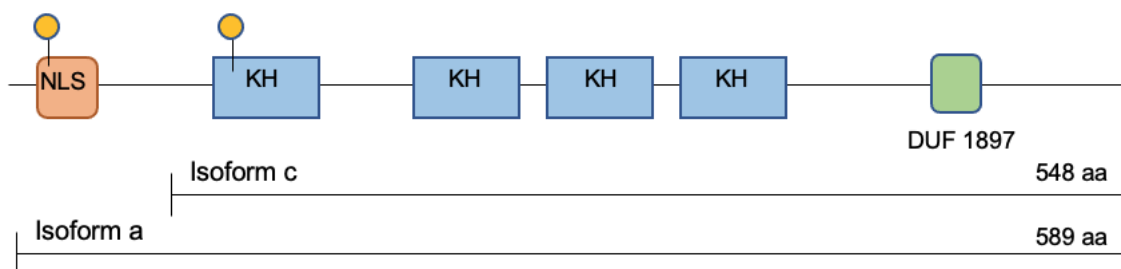 NLS KH KH KH KH
DUF 1897
Isoform c 548 aa
Isoform a 589 aa